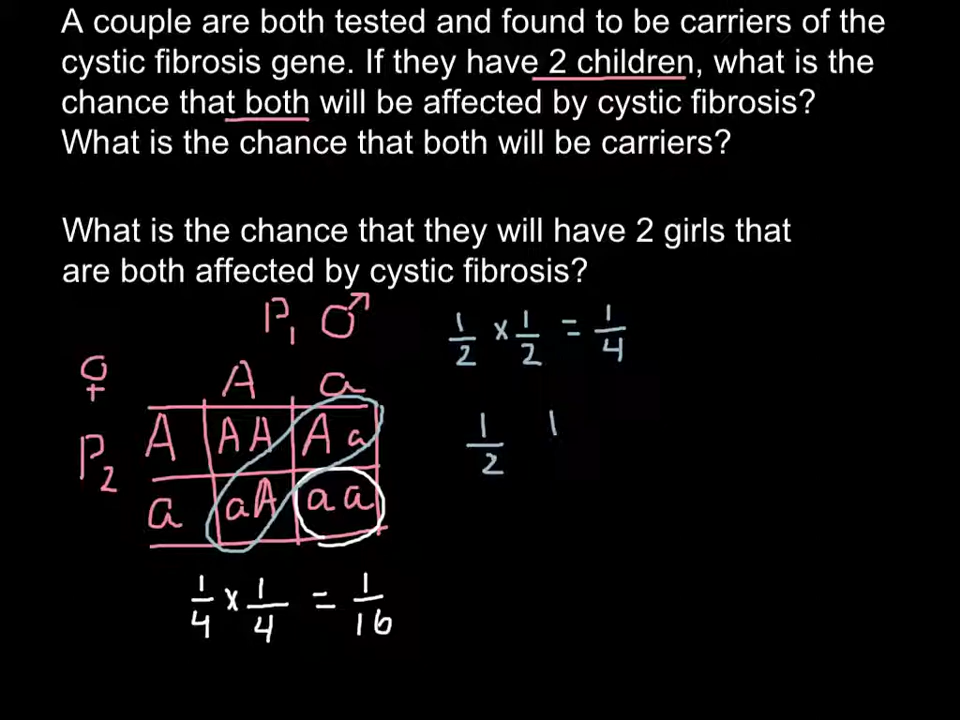 A couple are both tested and found to be carriers of the
cystic fibrosis gene. If they have 2 children, what is the
chance that both will be affected by cystic fibrosis?
What is the chance that both will be carriers?
What is the chance that they will have 2 girls that
are both affected by cystic fibrosis?
P₁ ♂
1/2 × 1/2 = 1/4
♀
A a
P₂ A AA Aa
1/2 1
a aA aa
1/4 × 1/4 = 1/16